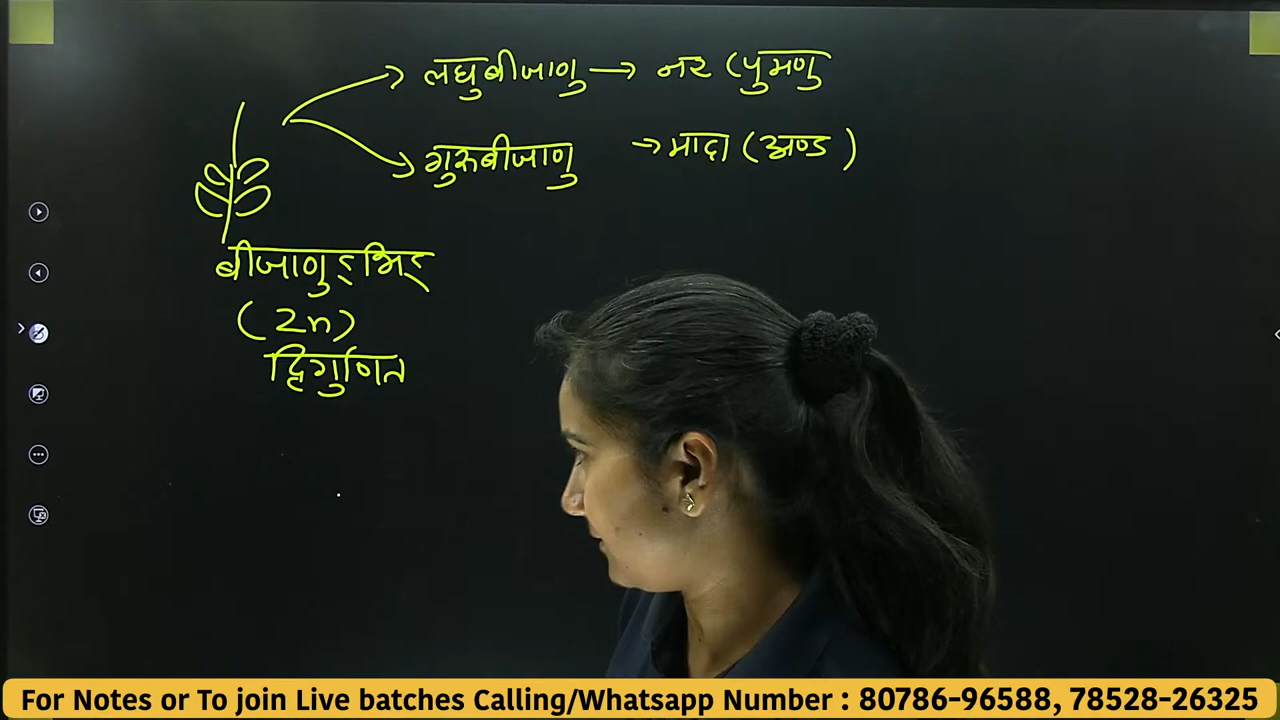 लघुबीजाणु → नर (पुमणु
गुरुबीजाणु → मादा (अण्ड)
बीजाणुद्भिद्
(2n)
द्विगुणित
For Notes or To join Live batches Calling/Whatsapp Number : 80786-96588, 78528-26325